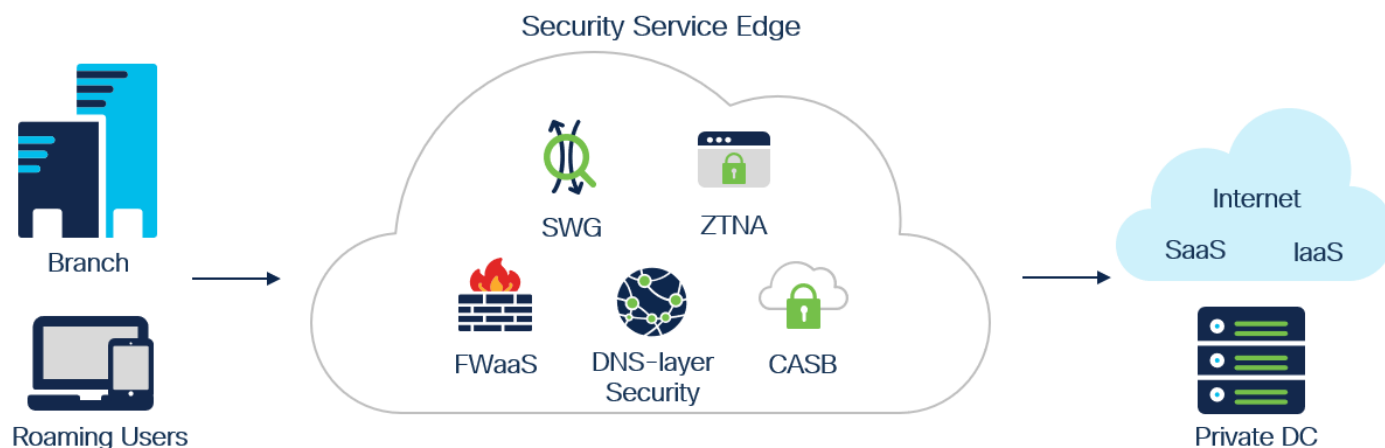 Security Service Edge
Branch
Roaming Users
SWG
ZTNA
FWaaS
DNS-layer
Security
CASB
Internet
SaaS
IaaS
Private DC